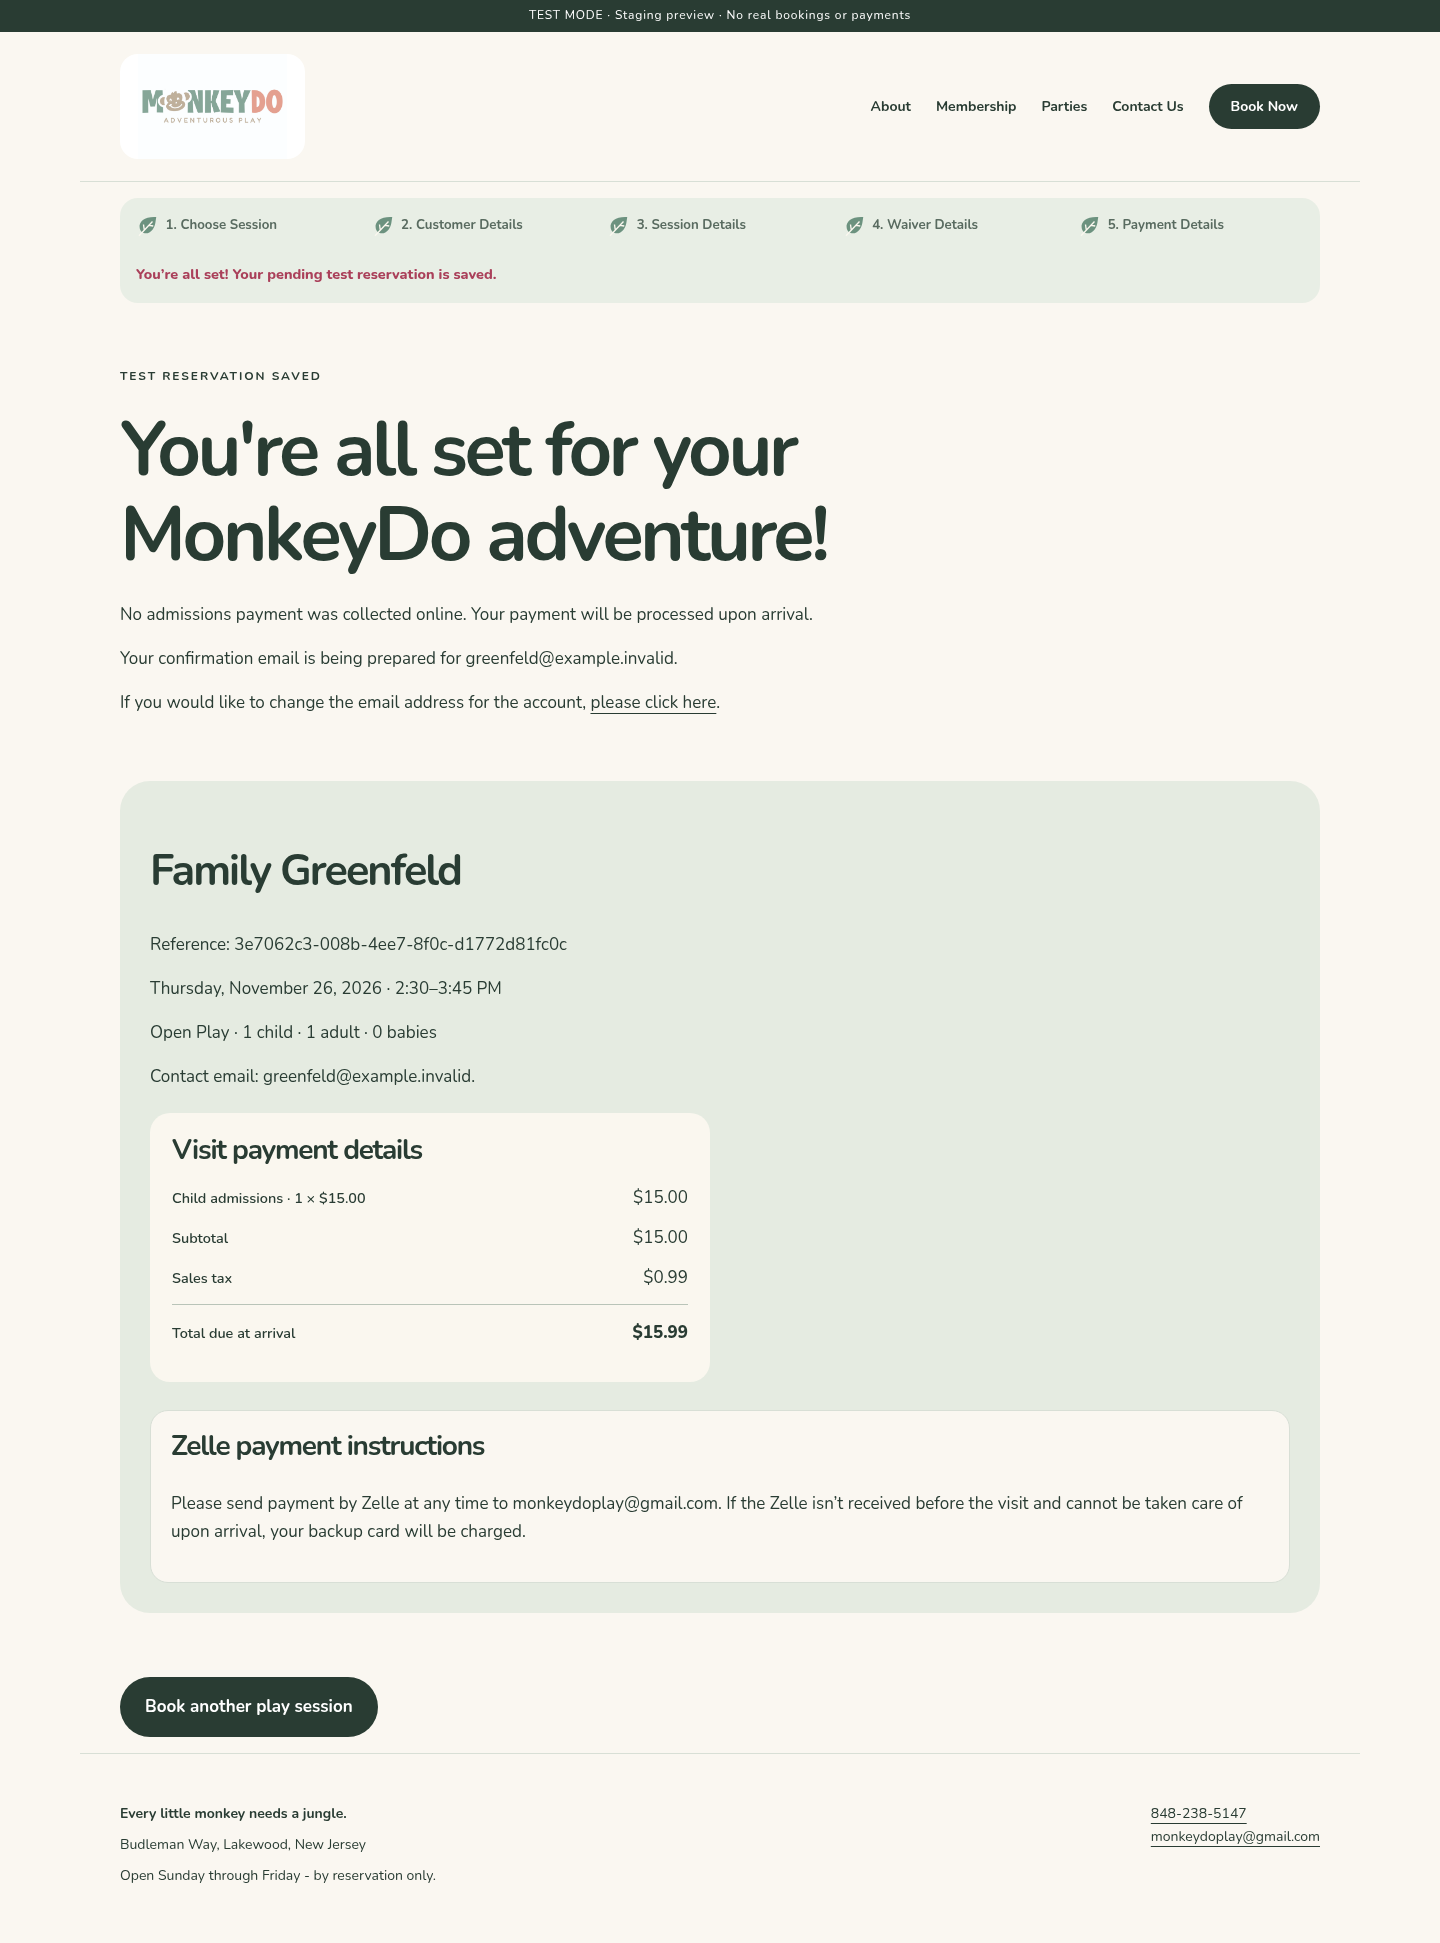 TEST MODE · Staging preview · No real bookings or payments
MONKEYDO
ADVENTUROUS PLAY
About
Membership
Parties
Contact Us
Book Now
1. Choose Session
2. Customer Details
3. Session Details
4. Waiver Details
5. Payment Details
You’re all set! Your pending test reservation is saved.
TEST RESERVATION SAVED
You're all set for your
MonkeyDo adventure!
No admissions payment was collected online. Your payment will be processed upon arrival.
Your confirmation email is being prepared for greenfeld@example.invalid.
If you would like to change the email address for the account, please click here.
Family Greenfeld
Reference: 3e7062c3-008b-4ee7-8f0c-d1772d81fc0c
Thursday, November 26, 2026 · 2:30–3:45 PM
Open Play · 1 child · 1 adult · 0 babies
Contact email: greenfeld@example.invalid.
Visit payment details
Child admissions · 1 × $15.00 $15.00
Subtotal $15.00
Sales tax $0.99
Total due at arrival $15.99
Zelle payment instructions
Please send payment by Zelle at any time to monkeydoplay@gmail.com. If the Zelle isn’t received before the visit and cannot be taken care of
upon arrival, your backup card will be charged.
Book another play session
Every little monkey needs a jungle.
Budleman Way, Lakewood, New Jersey
Open Sunday through Friday - by reservation only.
848-238-5147
monkeydoplay@gmail.com